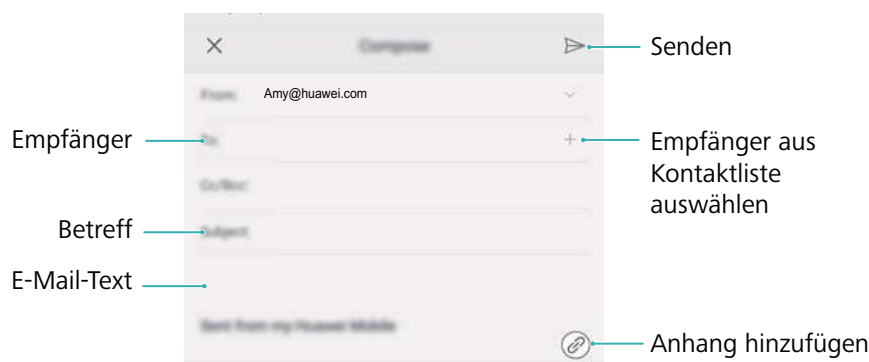 Compose
Senden
From:
Amy@huawei.com
Empfänger
To:
Empfänger aus
Kontaktliste
auswählen
Cc/Bcc:
Betreff
Subject
E-Mail-Text
Sent from my Huawei Mobile
Anhang hinzufügen